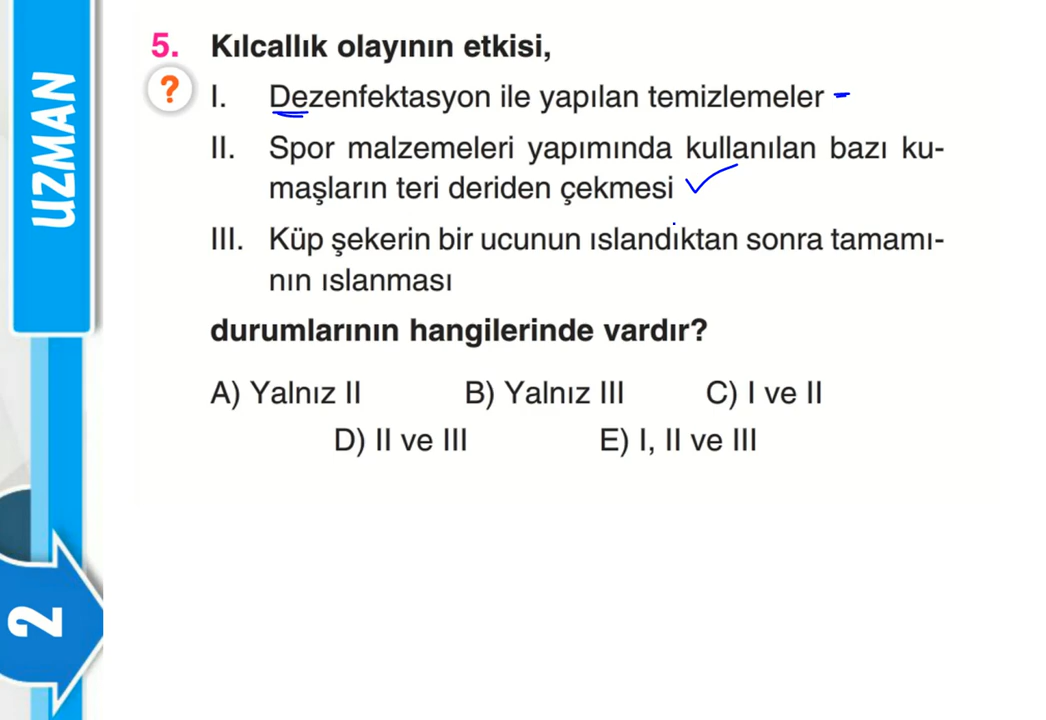 UZMAN
5. Kılcallık olayının etkisi,
?
I. Dezenfektasyon ile yapılan temizlemeler
II. Spor malzemeleri yapımında kullanılan bazı ku-
maşların teri deriden çekmesi
III. Küp şekerin bir ucunun ıslandıktan sonra tamamı-
nın ıslanması
durumlarının hangilerinde vardır?
A) Yalnız II B) Yalnız III C) I ve II
D) II ve III E) I, II ve III
2